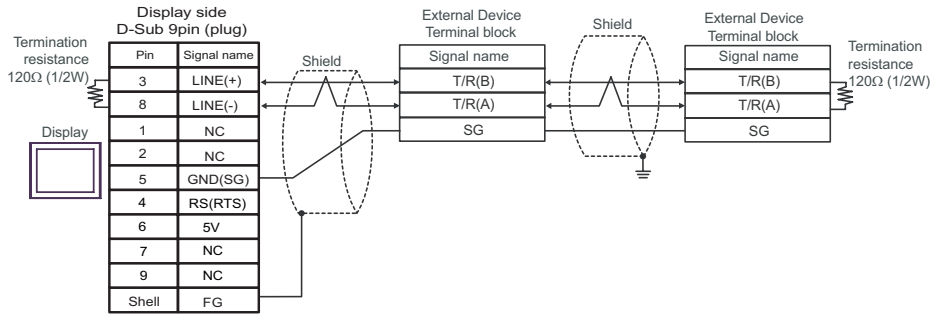 Display side
D-Sub 9pin (plug)
Termination
resistance
120Ω (1/2W)
Display
Pin Signal name
3 LINE(+)
8 LINE(-)
1 NC
2 NC
5 GND(SG)
4 RS(RTS)
6 5V
7 NC
9 NC
Shell FG
Shield
External Device
Terminal block
Signal name
T/R(B)
T/R(A)
SG
Shield
External Device
Terminal block
Signal name
T/R(B)
T/R(A)
SG
Termination
resistance
120Ω (1/2W)